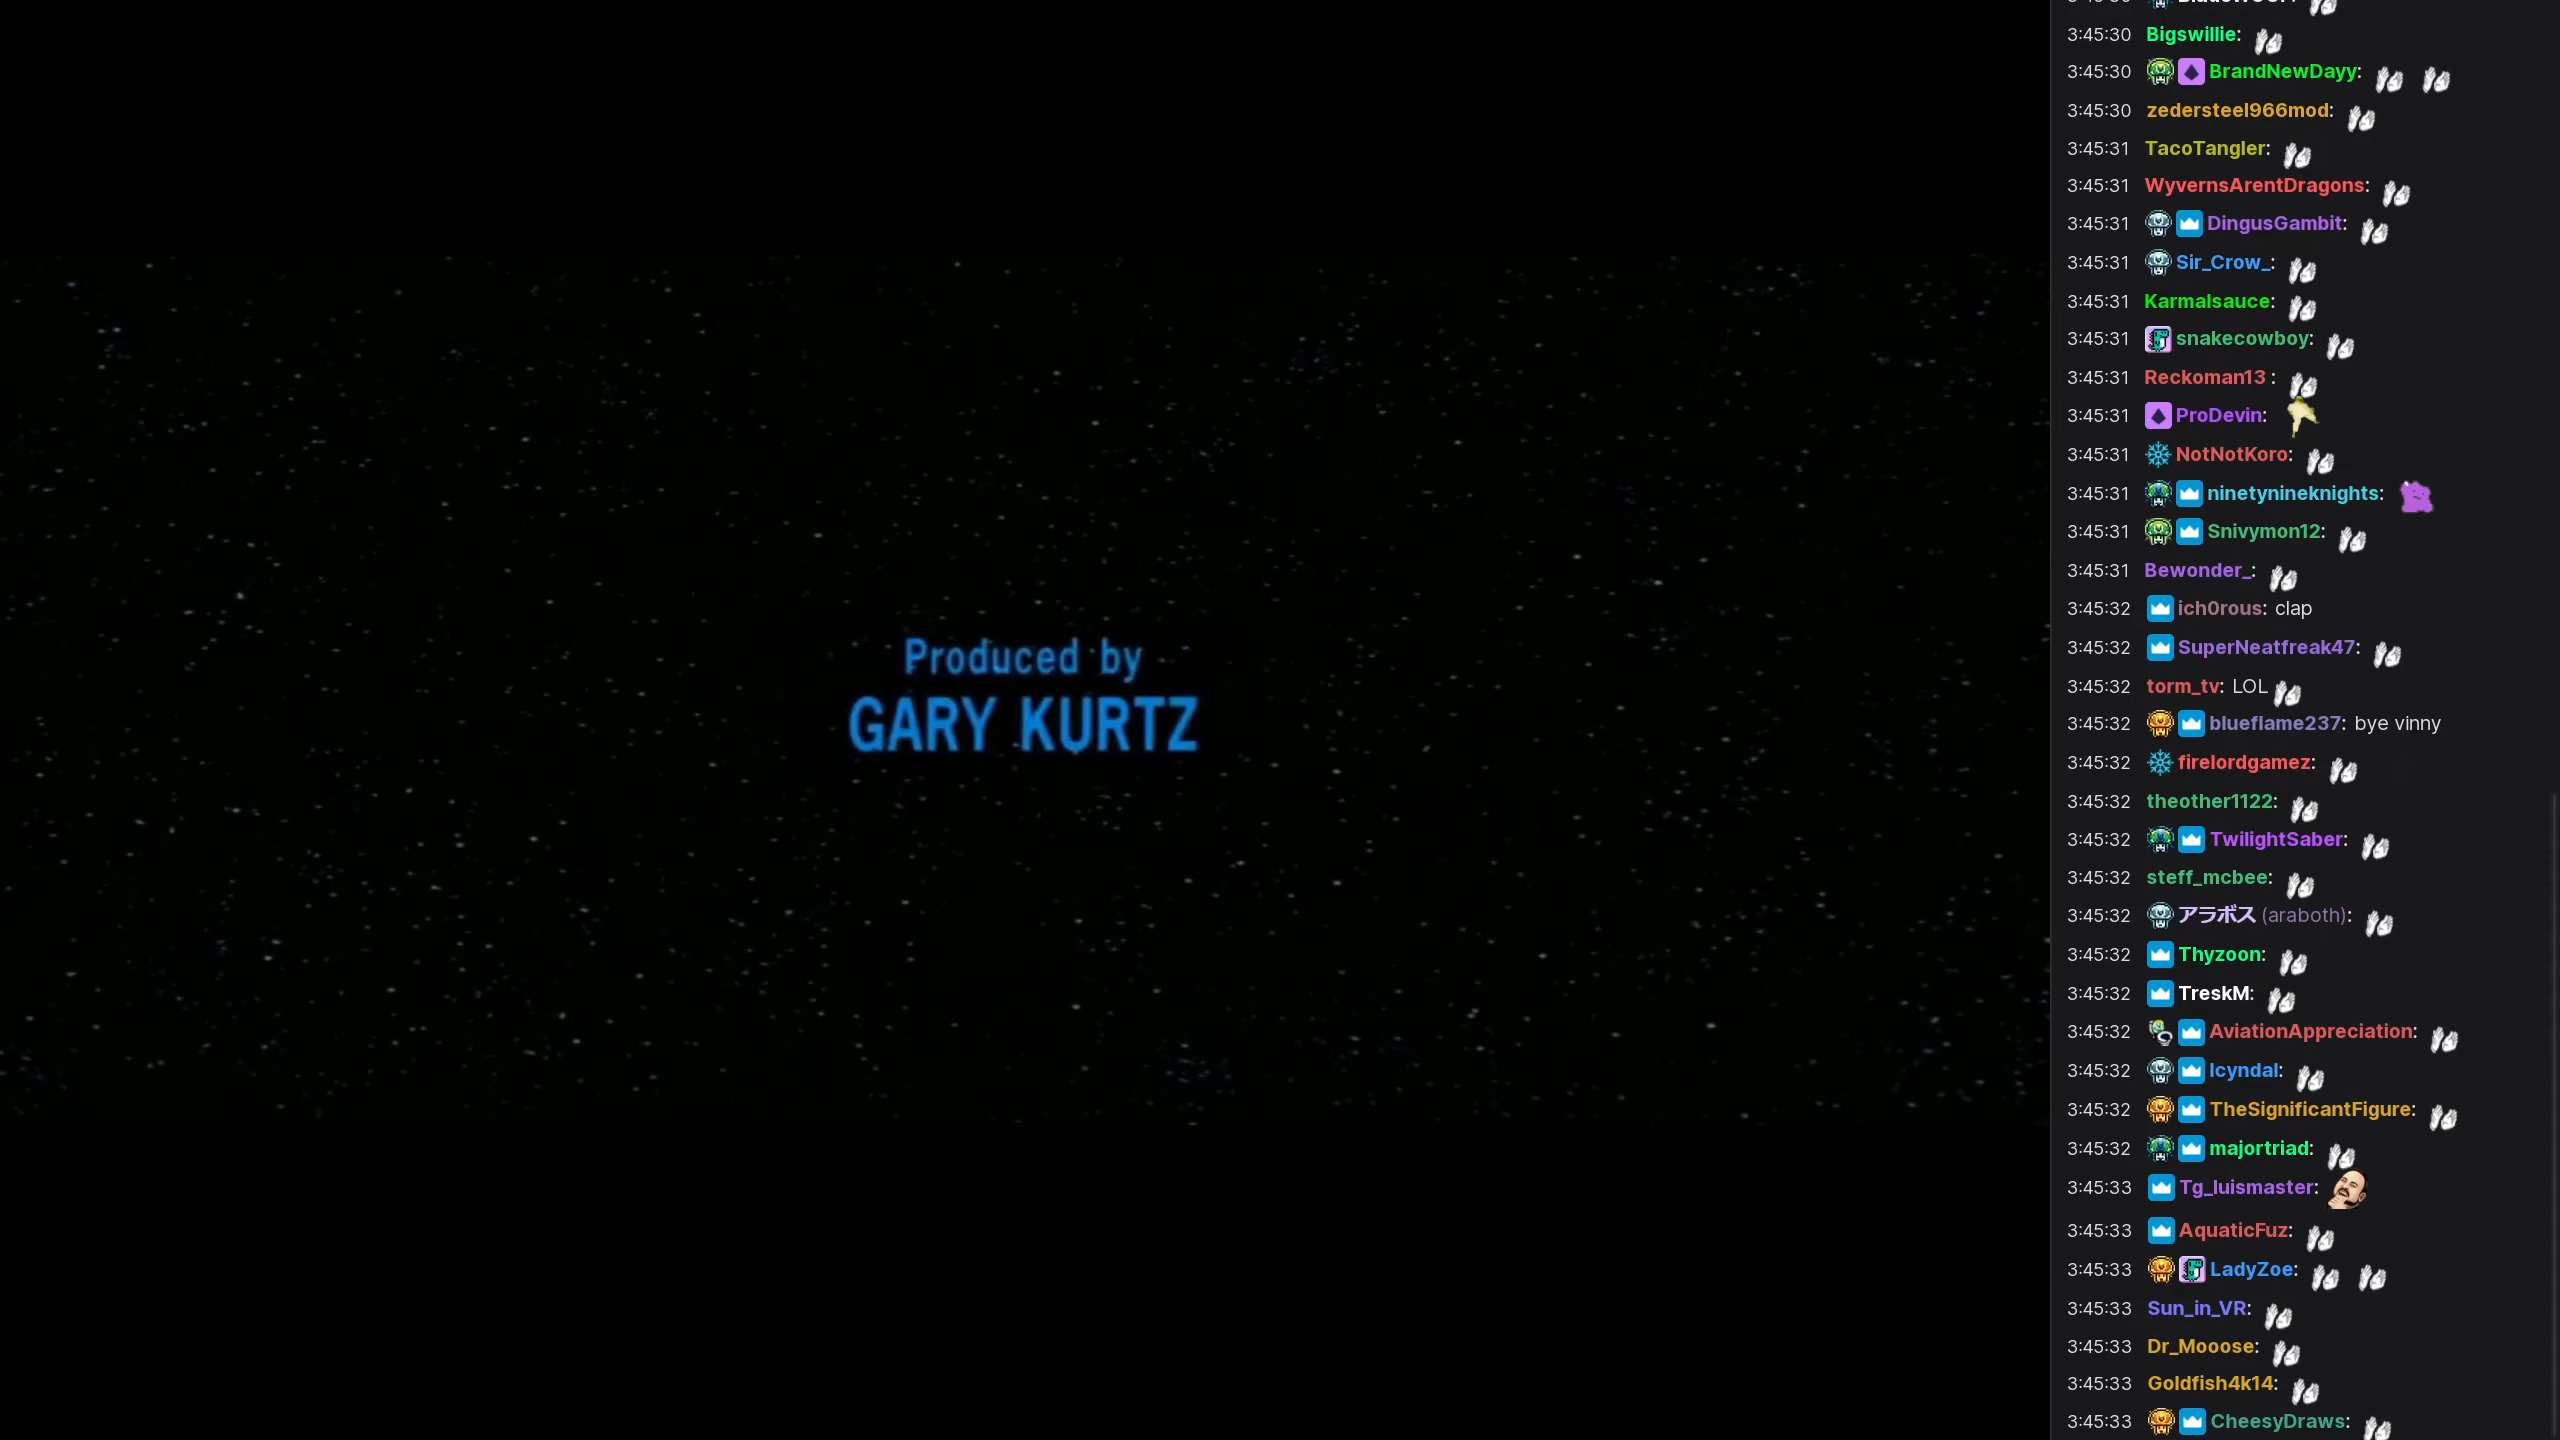 Produced by
GARY KURTZ
3:45:30 Bigswillie:
3:45:30 BrandNewDayy:
3:45:30 zedersteel966mod:
3:45:31 TacoTangler:
3:45:31 WyvernsArentDragons:
3:45:31 DingusGambit:
3:45:31 Sir_Crow_:
3:45:31 Karmalsauce:
3:45:31 snakecowboy:
3:45:31 Reckoman13 :
3:45:31 ProDevin:
3:45:31 NotNotKoro:
3:45:31 ninetynineknights:
3:45:31 Snivymon12:
3:45:31 Bewonder_:
3:45:32 ich0rous: clap
3:45:32 SuperNeatfreak47:
3:45:32 torm_tv: LOL
3:45:32 blueflame237: bye vinny
3:45:32 firelordgamez:
3:45:32 theother1122:
3:45:32 TwilightSaber:
3:45:32 steff_mcbee:
3:45:32 アラボス (araboth):
3:45:32 Thyzoon:
3:45:32 TreskM:
3:45:32 AviationAppreciation:
3:45:32 Icyndal:
3:45:32 TheSignificantFigure:
3:45:32 majortriad:
3:45:33 Tg_luismaster:
3:45:33 AquaticFuz:
3:45:33 LadyZoe:
3:45:33 Sun_in_VR:
3:45:33 Dr_Mooose:
3:45:33 Goldfish4k14:
3:45:33 CheesyDraws: